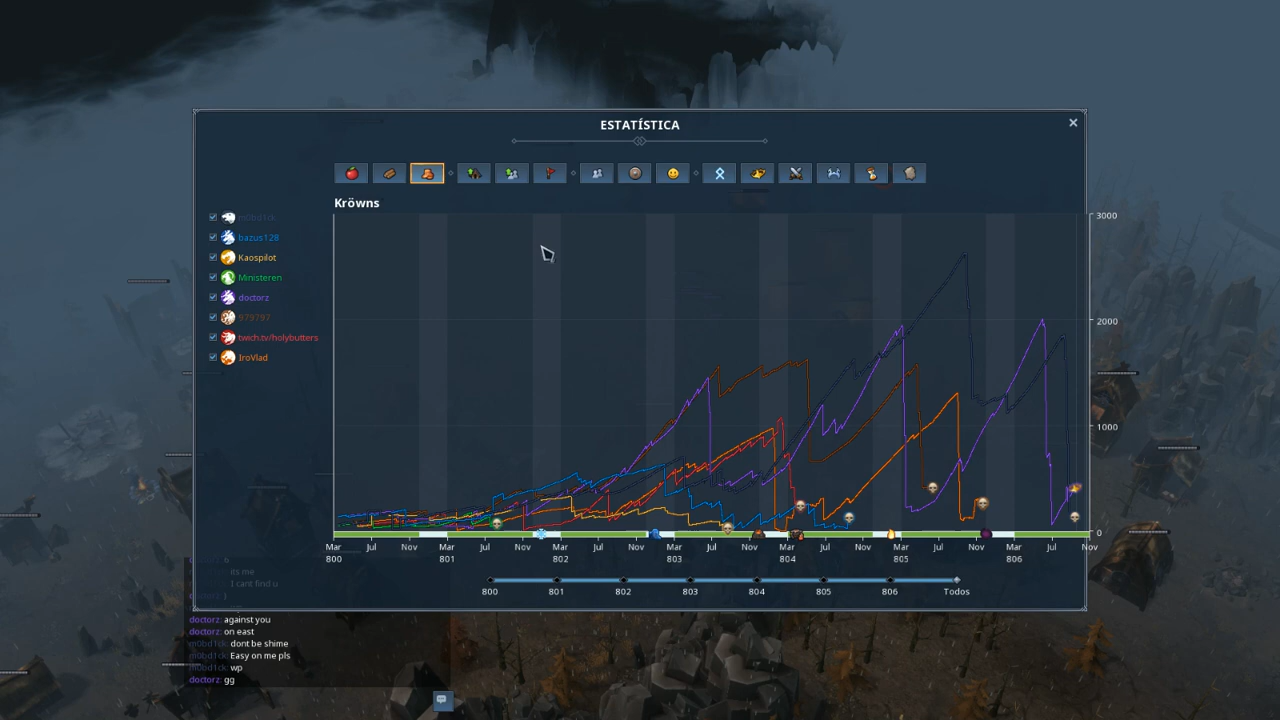 ESTATÍSTICA
Kröwns
m0bd1ck
bazus128
Kaospilot
Ministeren
doctorz
979797
twich.tv/holybutters
IroVlad
3000
2000
1000
0
Mar Jul Nov Mar Jul Nov Mar Jul Nov Mar Jul Nov Mar Jul Nov Mar Jul Nov Mar Jul Nov
800 801 802 803 804 805 806
800 801 802 803 804 805 806 Todos
its me
I cant find u
doctorz: against you
doctorz: on east
m0bd1ck: dont be shime
m0bd1ck: Easy on me pls
m0bd1ck: wp
doctorz: gg